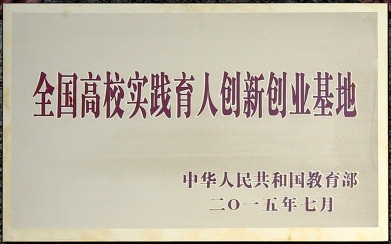 全国高校实践育人创新创业基地
中华人民共和国教育部
二〇一五年七月